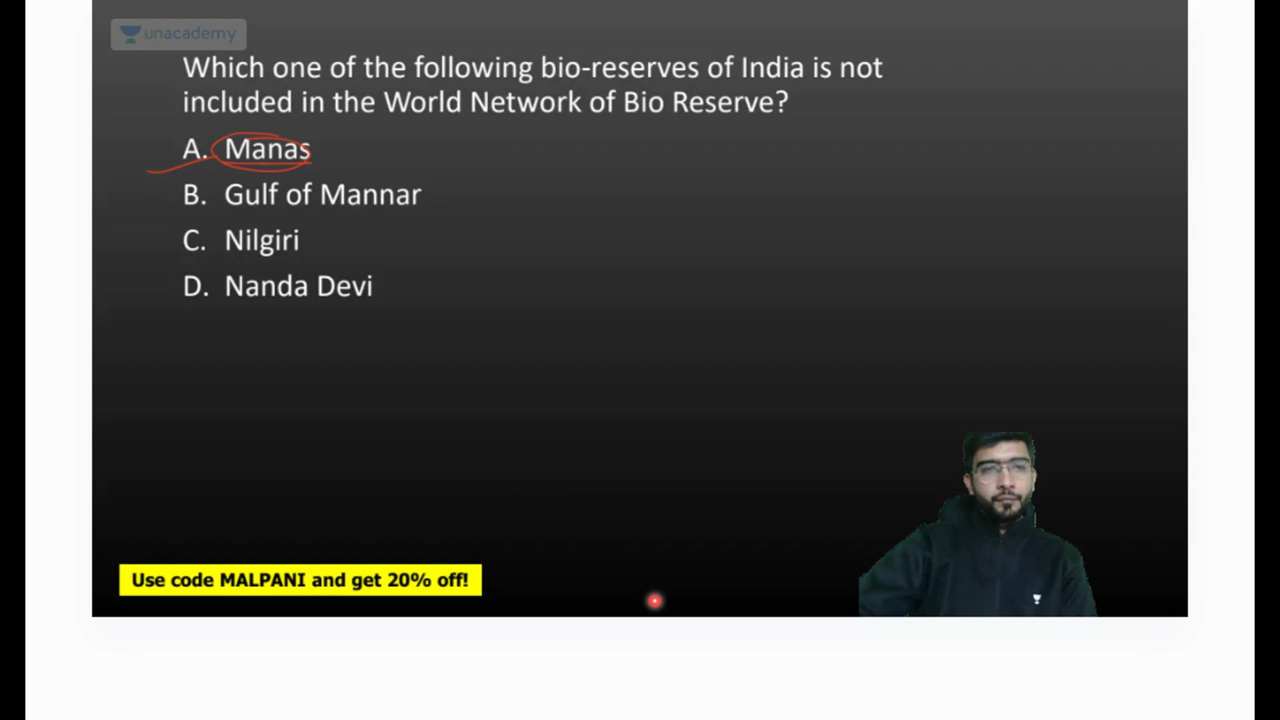 unacademy
Which one of the following bio-reserves of India is not
included in the World Network of Bio Reserve?
A. Manas
B. Gulf of Mannar
C. Nilgiri
D. Nanda Devi
Use code MALPANI and get 20% off!